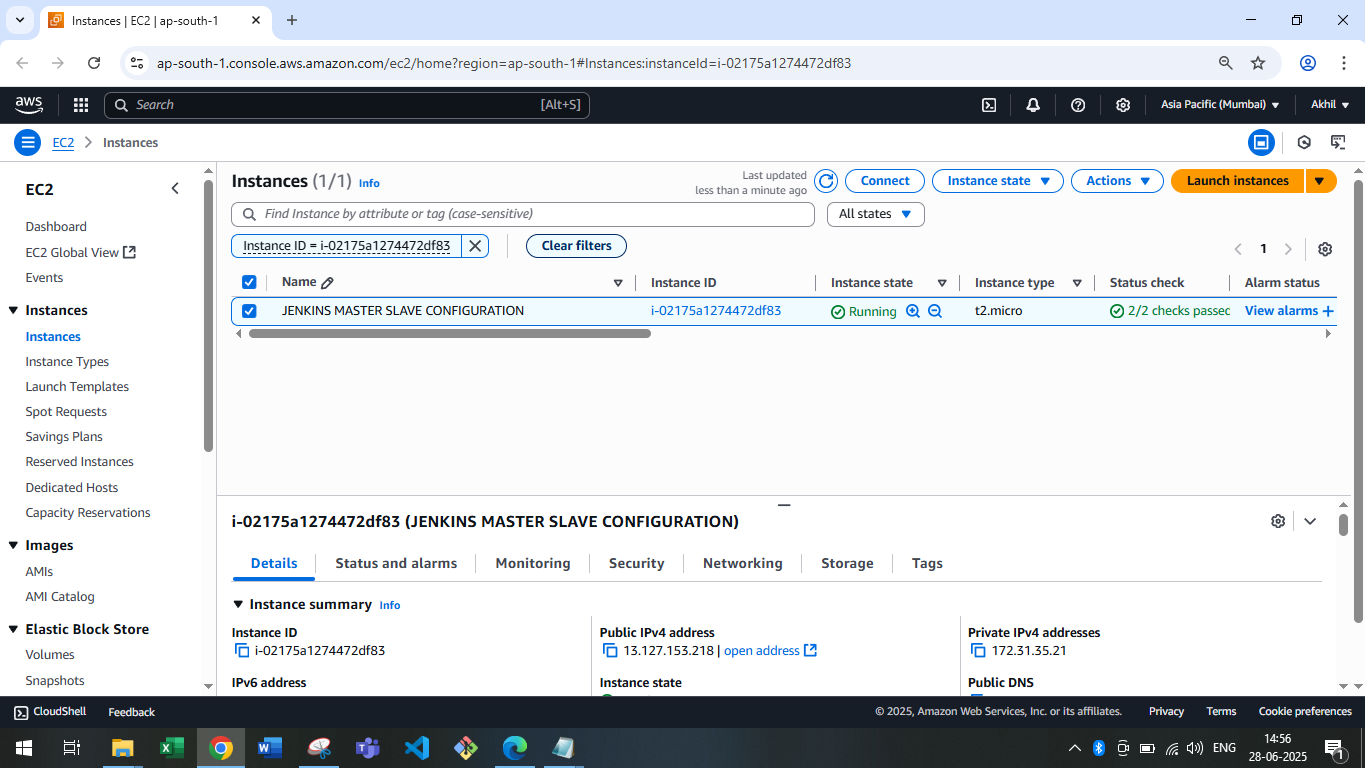 Instances | EC2 | ap-south-1
ap-south-1.console.aws.amazon.com/ec2/home?region=ap-south-1#Instances:instanceId=i-02175a1274472df83
aws Search [Alt+S] Asia Pacific (Mumbai) Akhil
EC2 Instances
EC2
Dashboard
EC2 Global View
Events
Instances
Instances
Instance Types
Launch Templates
Spot Requests
Savings Plans
Reserved Instances
Dedicated Hosts
Capacity Reservations
Images
AMIs
AMI Catalog
Elastic Block Store
Volumes
Snapshots
Instances (1/1) Info
Last updated
less than a minute ago
Connect Instance state Actions Launch instances
Find Instance by attribute or tag (case-sensitive) All states
Instance ID = i-02175a1274472df83 Clear filters 1
Name Instance ID Instance state Instance type Status check Alarm status
JENKINS MASTER SLAVE CONFIGURATION i-02175a1274472df83 Running t2.micro 2/2 checks passec View alarms +
i-02175a1274472df83 (JENKINS MASTER SLAVE CONFIGURATION)
Details Status and alarms Monitoring Security Networking Storage Tags
Instance summary Info
Instance ID
i-02175a1274472df83
IPv6 address
Public IPv4 address
13.127.153.218 | open address
Instance state
Private IPv4 addresses
172.31.35.21
Public DNS
CloudShell Feedback © 2025, Amazon Web Services, Inc. or its affiliates. Privacy Terms Cookie preferences
ENG 14:56
28-06-2025
1